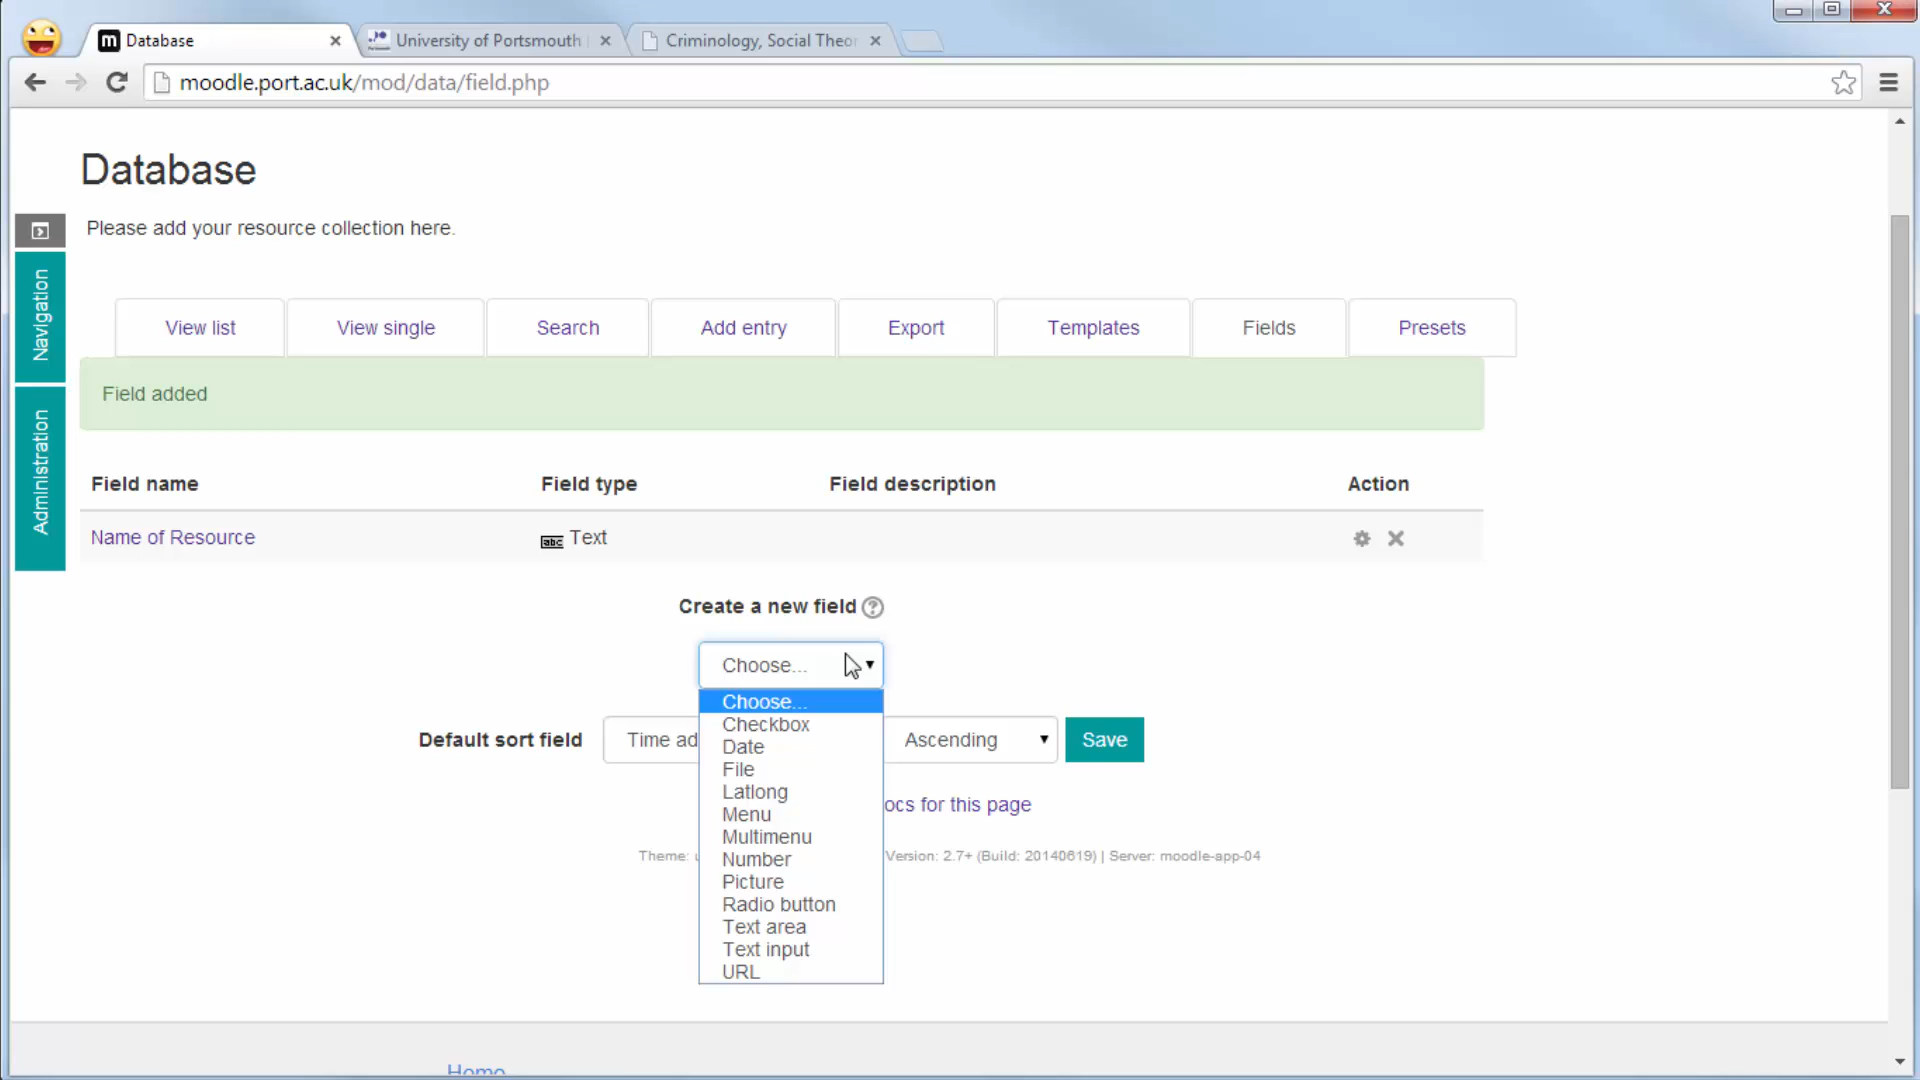 Database
University of Portsmouth
Criminology, Social Theor
moodle.port.ac.uk/mod/data/field.php
Database
Please add your resource collection here.
Navigation
Administration
View list
View single
Search
Add entry
Export
Templates
Fields
Presets
Field added
Field name Field type Field description Action
Name of Resource abc Text
Create a new field ?
Choose...
Choose...
Checkbox
Date
File
Latlong
Menu
Multimenu
Number
Picture
Radio button
Text area
Text input
URL
Default sort field Time ad Ascending Save
ocs for this page
Theme: Version: 2.7+ (Build: 20140619) | Server: moodle-app-04
Home